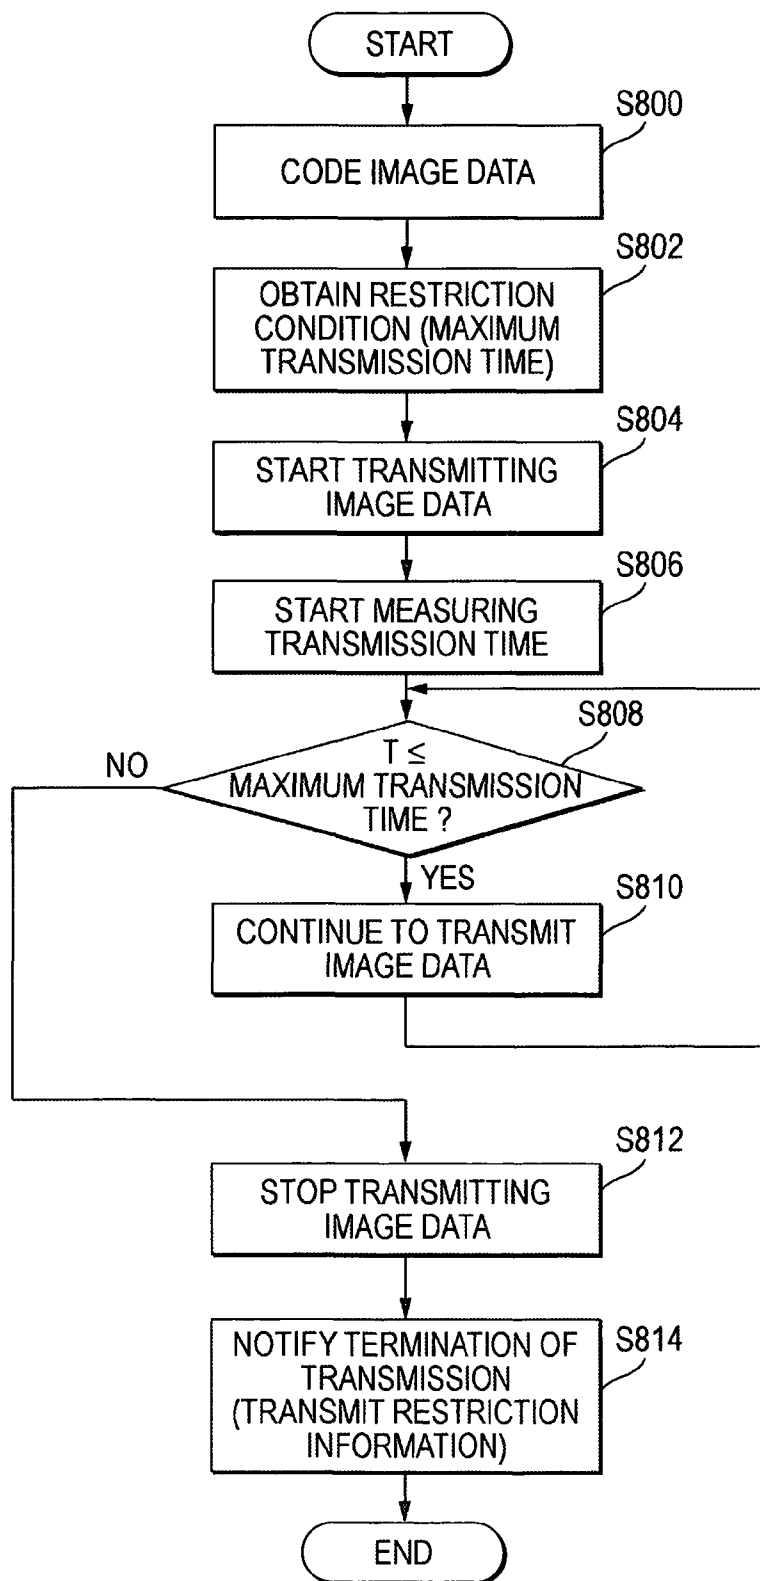 START
S800
CODE IMAGE DATA
S802
OBTAIN RESTRICTION
CONDITION (MAXIMUM
TRANSMISSION TIME)
S804
START TRANSMITTING
IMAGE DATA
S806
START MEASURING
TRANSMISSION TIME
S808
T ≤
MAXIMUM TRANSMISSION
TIME ?
NO
YES
S810
CONTINUE TO TRANSMIT
IMAGE DATA
S812
STOP TRANSMITTING
IMAGE DATA
S814
NOTIFY TERMINATION OF
TRANSMISSION
(TRANSMIT RESTRICTION
INFORMATION)
END